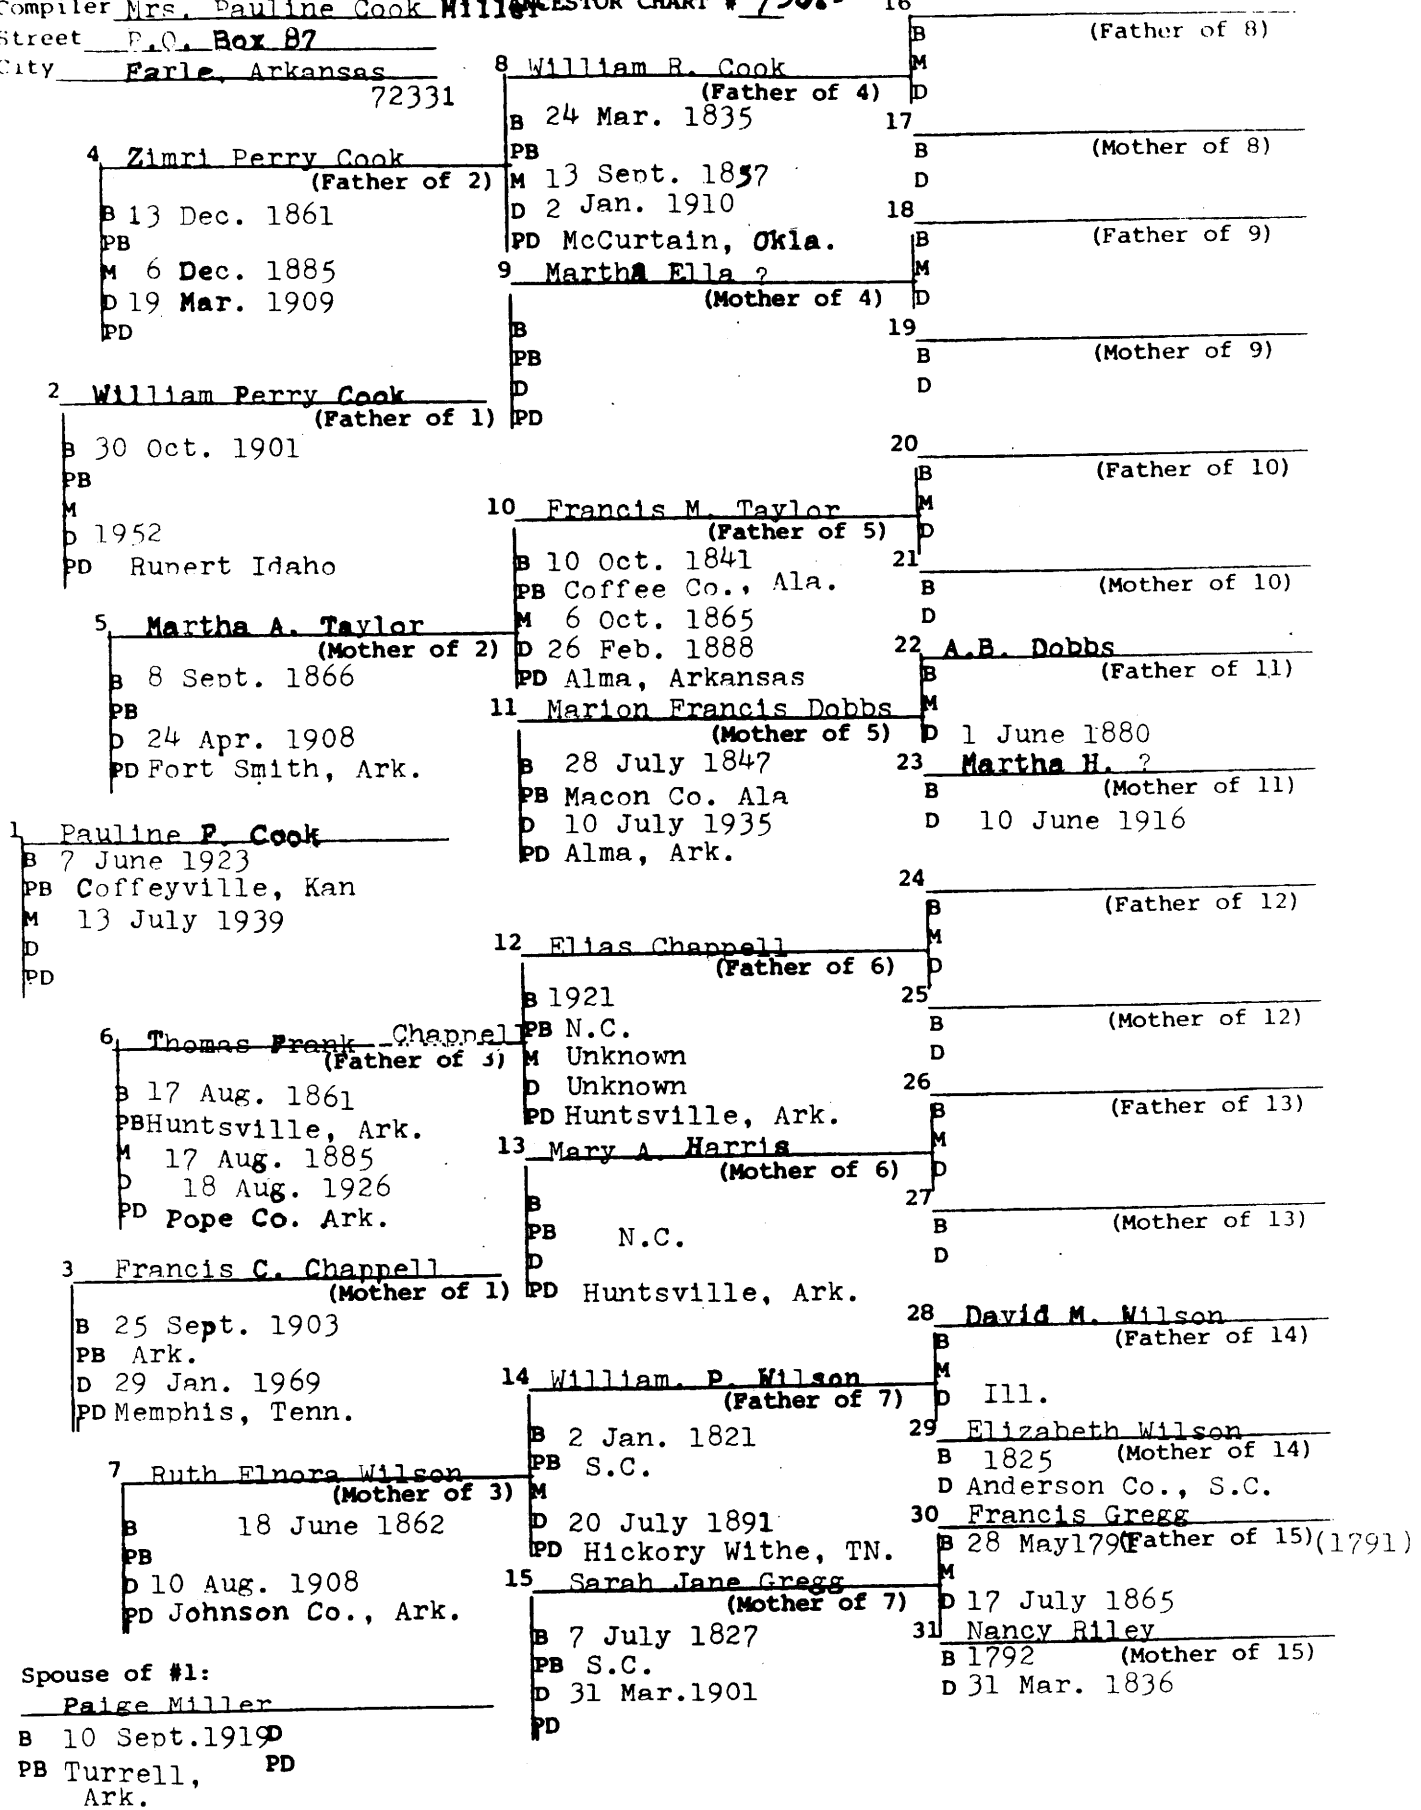 Compiler Mrs. Pauline Cook Miller ANCESTOR CHART #
Street P.O. Box 87
City Earle, Arkansas
72331
16
(Father of 8)
B
M
D
8 William R. Cook
(Father of 4)
B 24 Mar. 1835
PB
M 13 Sept. 1857
D 2 Jan. 1910
PD McCurtain, Okla.
17
(Mother of 8)
B
D
4 Zimri Perry Cook
(Father of 2)
B 13 Dec. 1861
PB
M 6 Dec. 1885
D 19 Mar. 1909
PD
18
(Father of 9)
B
M
D
9 Martha Ella ?
(Mother of 4)
B
PB
D
PD
19
(Mother of 9)
B
D
2 William Perry Cook
(Father of 1)
B 30 Oct. 1901
PB
M
D 1952
PD Rupert Idaho
20
(Father of 10)
B
M
D
10 Francis M. Taylor
(Father of 5)
B 10 Oct. 1841
PB Coffee Co., Ala.
M 6 Oct. 1865
D 26 Feb. 1888
PD Alma, Arkansas
21
(Mother of 10)
B
D
5 Martha A. Taylor
(Mother of 2)
B 8 Sept. 1866
PB
D 24 Apr. 1908
PD Fort Smith, Ark.
22 A.B. Dobbs
(Father of 11)
B
M
D 1 June 1880
11 Marion Francis Dobbs
(Mother of 5)
B 28 July 1847
PB Macon Co. Ala
D 10 July 1935
PD Alma, Ark.
23 Martha H. ?
(Mother of 11)
B
D 10 June 1916
1 Pauline P. Cook
B 7 June 1923
PB Coffeyville, Kan
M 13 July 1939
D
PD
24
(Father of 12)
B
M
D
12 Elias Chappell
(Father of 6)
B 1921
PB N.C.
M Unknown
D Unknown
PD Huntsville, Ark.
25
(Mother of 12)
B
D
6 Thomas Frank Chappell
(Father of 3)
B 17 Aug. 1861
PB Huntsville, Ark.
M 17 Aug. 1885
D 18 Aug. 1926
PD Pope Co. Ark.
26
(Father of 13)
B
M
D
13 Mary A. Harris
(Mother of 6)
B
PB N.C.
D
PD Huntsville, Ark.
27
(Mother of 13)
B
D
3 Francis C. Chappell
(Mother of 1)
B 25 Sept. 1903
PB Ark.
D 29 Jan. 1969
PD Memphis, Tenn.
28 David M. Wilson
(Father of 14)
B
M
D Ill.
14 William. P. Wilson
(Father of 7)
B 2 Jan. 1821
PB S.C.
M
D 20 July 1891
PD Hickory Withe, TN.
29 Elizabeth Wilson
B 1825 (Mother of 14)
D Anderson Co., S.C.
7 Ruth Elnora Wilson
(Mother of 3)
B 18 June 1862
PB
D 10 Aug. 1908
PD Johnson Co., Ark.
30 Francis Gregg
B 28 May 1791 (Father of 15) (1791)
M
D 17 July 1865
15 Sarah Jane Gregg
(Mother of 7)
B 7 July 1827
PB S.C.
D 31 Mar. 1901
PD
31 Nancy Riley
B 1792 (Mother of 15)
D 31 Mar. 1836
Spouse of #1:
Paige Miller
B 10 Sept. 1919 D
PB Turrell, PD
Ark.